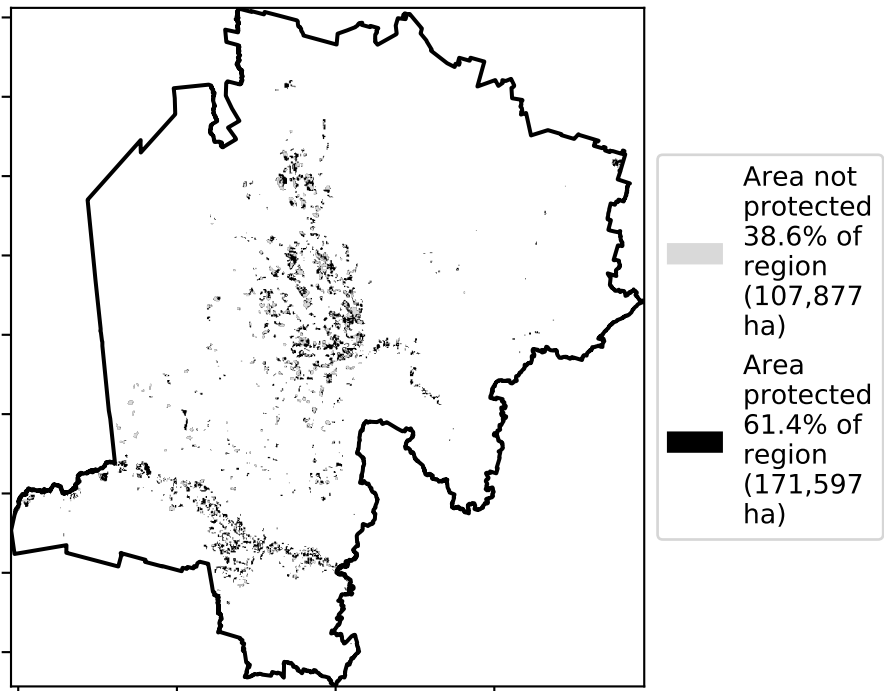 Area not
protected
38.6% of
region
(107,877
ha)
Area
protected
61.4% of
region
(171,597
ha)